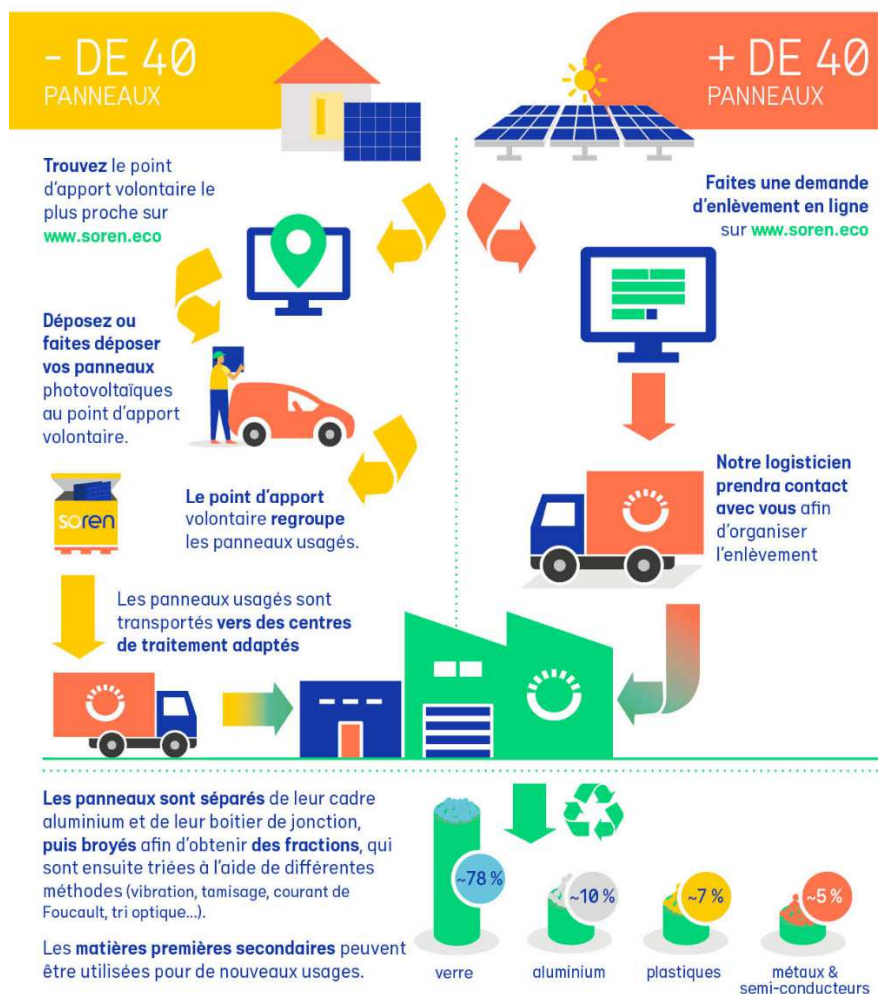 - DE 40
PANNEAUX
+ DE 40
PANNEAUX
Trouvez le point
d'apport volontaire le
plus proche sur
www.soren.eco
Faites une demande
d'enlèvement en ligne
sur www.soren.eco
Déposez ou
faites déposer
vos panneaux
photovoltaïques
au point d'apport
volontaire.
soren
Le point d'apport
volontaire regroupe
les panneaux usagés.
Notre logisticien
prendra contact
avec vous afin
d'organiser
l'enlèvement
Les panneaux usagés sont
transportés vers des centres
de traitement adaptés
Les panneaux sont séparés de leur cadre
aluminium et de leur boitier de jonction,
puis broyés afin d'obtenir des fractions, qui
sont ensuite triées à l'aide de différentes
méthodes (vibration, tamisage, courant de
Foucault, tri optique...).
Les matières premières secondaires peuvent
être utilisées pour de nouveaux usages.
~78 %
verre
~10 %
aluminium
~7 %
plastiques
~5 %
métaux &
semi-conducteurs